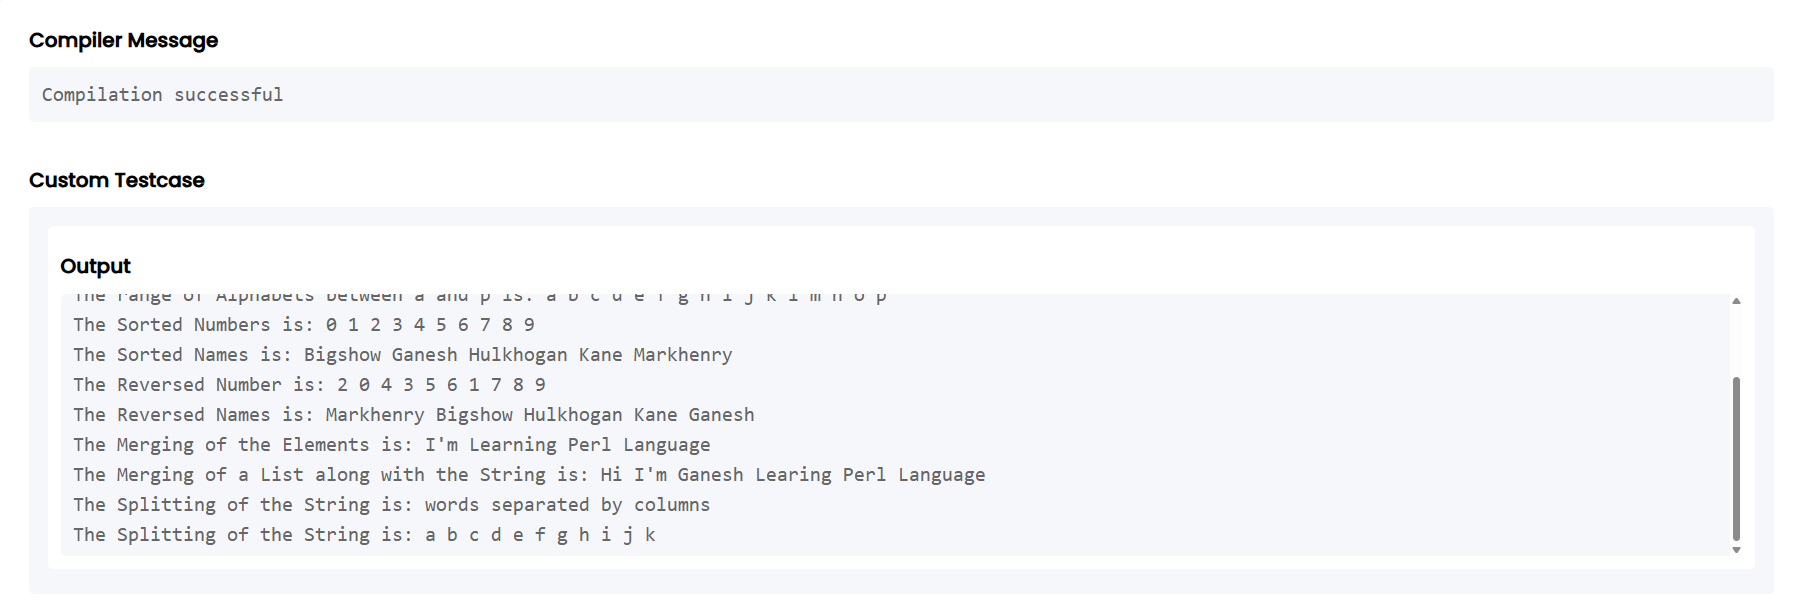 Compiler Message
Compilation successful
Custom Testcase
Output
The range of Alphabets between a and p is: a b c d e f g h i j k l m n o p
The Sorted Numbers is: 0 1 2 3 4 5 6 7 8 9
The Sorted Names is: Bigshow Ganesh Hulkhogan Kane Markhenry
The Reversed Number is: 2 0 4 3 5 6 1 7 8 9
The Reversed Names is: Markhenry Bigshow Hulkhogan Kane Ganesh
The Merging of the Elements is: I'm Learning Perl Language
The Merging of a List along with the String is: Hi I'm Ganesh Learing Perl Language
The Splitting of the String is: words separated by columns
The Splitting of the String is: a b c d e f g h i j k